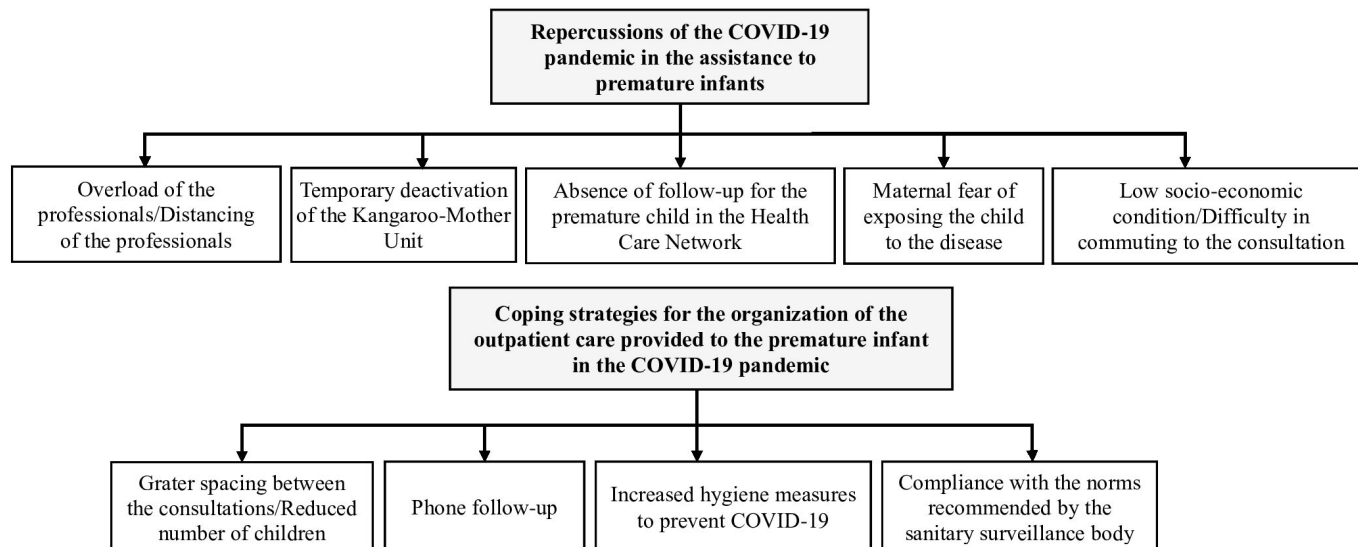 Repercussions of the COVID-19
pandemic in the assistance to
premature infants
Overload of the
professionals/Distancing
of the professionals
Temporary deactivation
of the Kangaroo-Mother
Unit
Absence of follow-up for the
premature child in the Health
Care Network
Maternal fear of
exposing the child
to the disease
Low socio-economic
condition/Difficulty in
commuting to the consultation
Coping strategies for the organization of the
outpatient care provided to the premature infant
in the COVID-19 pandemic
Grater spacing between
the consultations/Reduced
number of children
Phone follow-up
Increased hygiene measures
to prevent COVID-19
Compliance with the norms
recommended by the
sanitary surveillance body